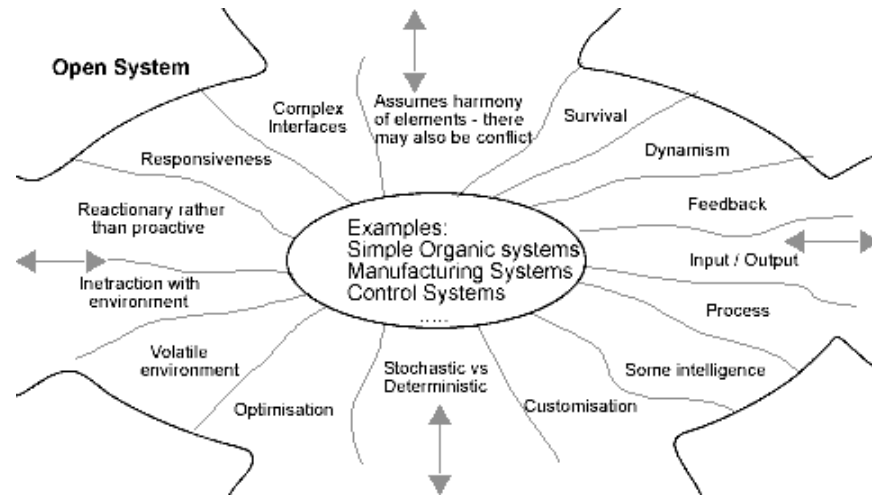 Open System
Complex
Interfaces
Assumes harmony
of elements - there
may also be conflict
Survival
Responsiveness
Dynamism
Reactionary rather
than proactive
Feedback
Examples:
Simple Organic systems
Manufacturing Systems
Control Systems
.....
Inetraction with
environment
Input / Output
Process
Volatile
environment
Stochastic vs
Deterministic
Some intelligence
Optimisation
Customisation